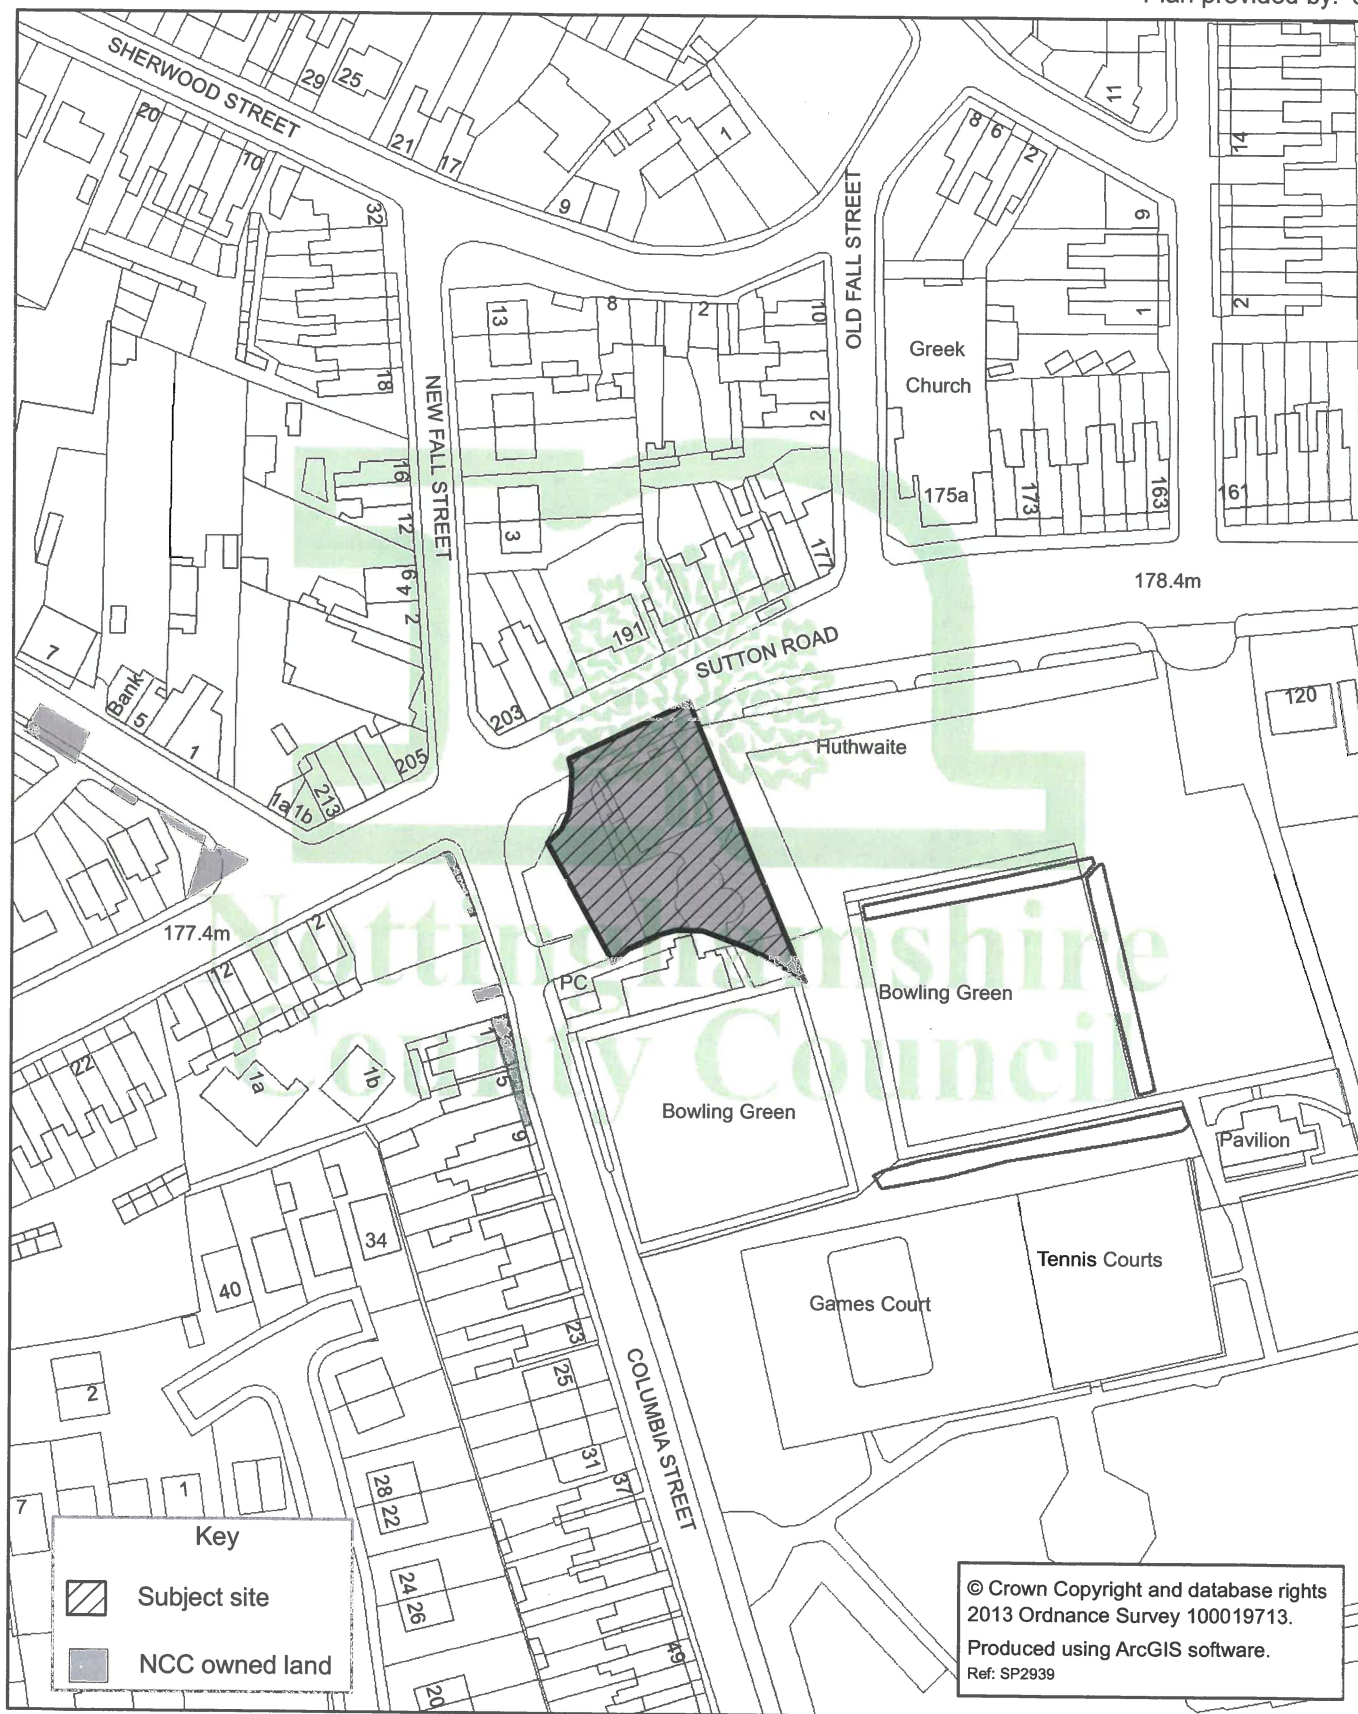 Plan provided by:
SHERWOOD STREET
29
25
20
10
21
17
1
9
11
8
6
2
14
32
9
13
8
2
10
OLD FALL STREET
1
2
18
NEW FALL STREET
Greek
Church
2
16
12
3
175a
173
163
161
177
6
4
2
178.4m
191
SUTTON ROAD
7
Bank
5
1
203
205
213
1a
1b
Huthwaite
120
Nottinghamshire
County Council
177.4m
2
12
PC
Bowling Green
22
1a
1b
1
5
9
Bowling Green
Pavilion
34
40
Tennis Courts
Games Court
23
25
COLUMBIA STREET
2
31
37
28
22
1
7
24
26
49
20
Key
Subject site
NCC owned land
© Crown Copyright and database rights
2013 Ordnance Survey 100019713.
Produced using ArcGIS software.
Ref: SP2939